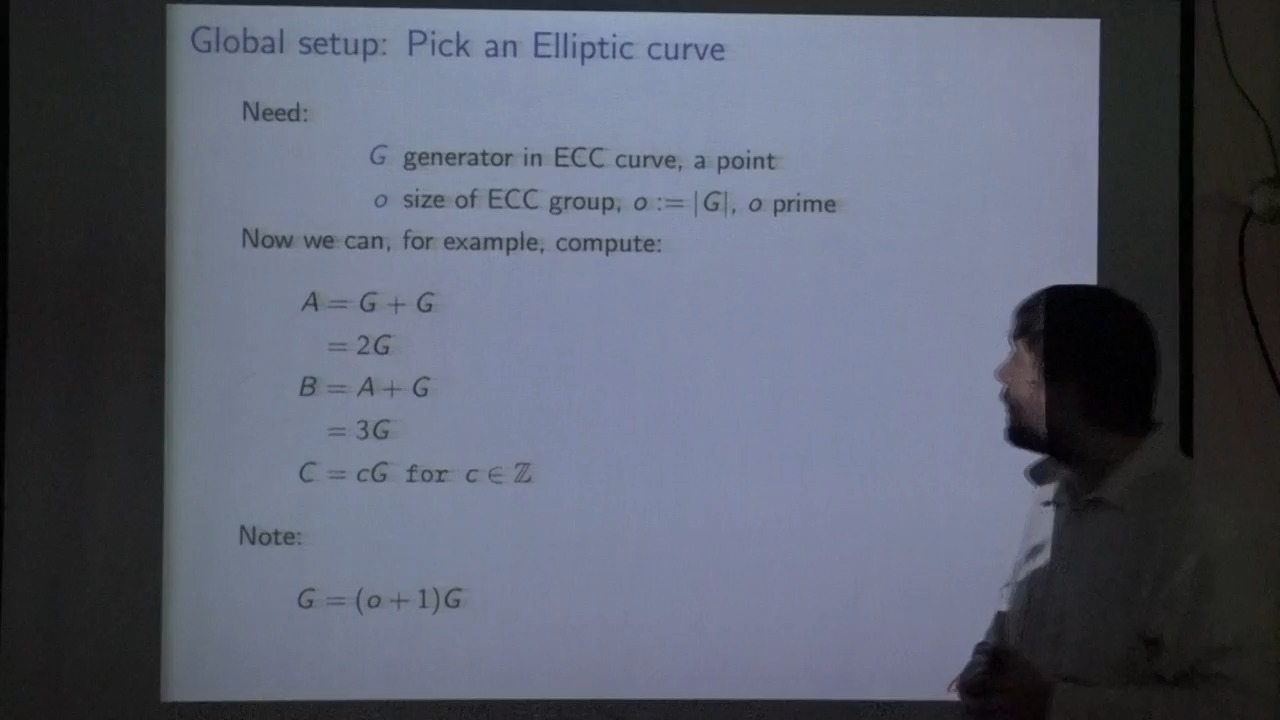 Global setup: Pick an Elliptic curve
Need:
G generator in ECC curve, a point
o size of ECC group, o := |G|, o prime
Now we can, for example, compute:
A = G + G
= 2G
B = A + G
= 3G
C = cG for c ∈ ℤ
Note:
G = (o + 1)G